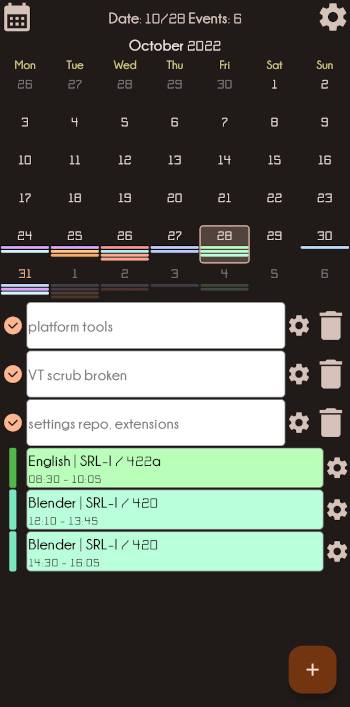 Date: 10/28 Events: 6
October 2022
Mon Tue Wed Thu Fri Sat Sun
26 27 28 29 30 1 2
3 4 5 6 7 8 9
10 11 12 13 14 15 16
17 18 19 20 21 22 23
24 25 26 27 28 29 30
31 1 2 3 4 5 6
platform tools
VT scrub broken
settings repo, extensions
English | SRL-I / 422a
08:30 - 10:05
Blender | SRL-I / 420
12:10 - 13:45
Blender | SRL-I / 420
14:30 - 16:05
+